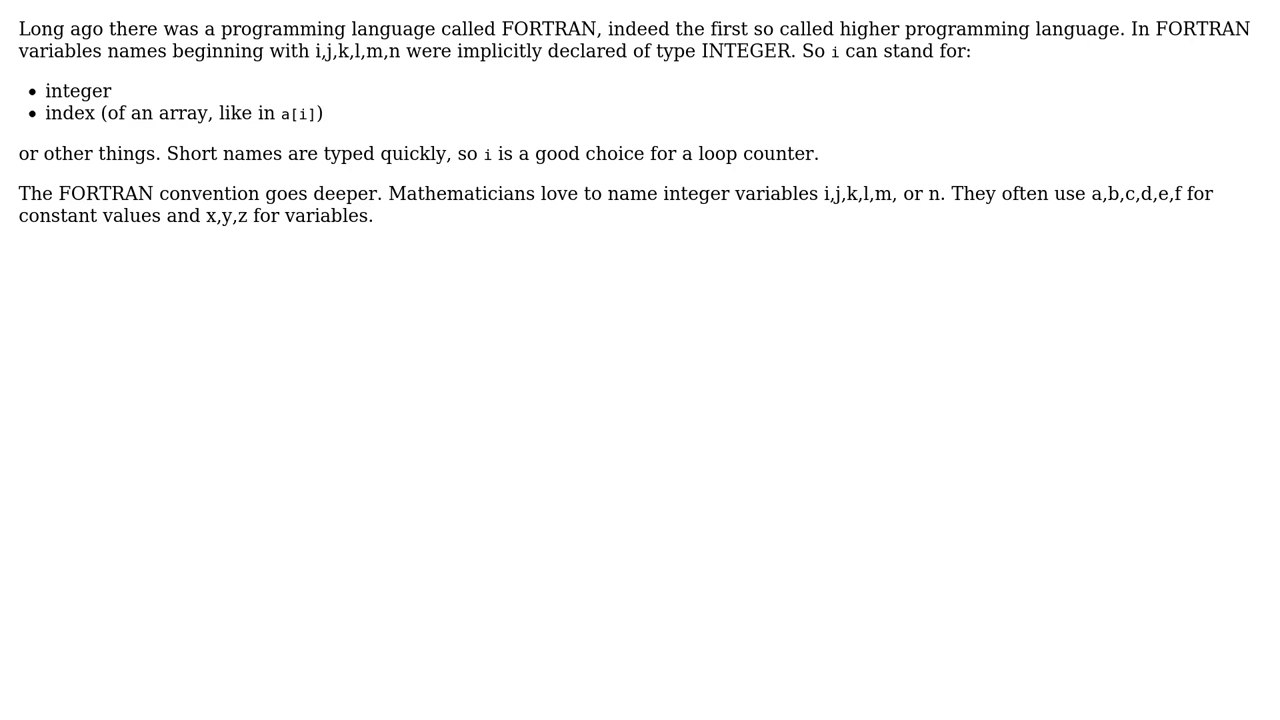 Long ago there was a programming language called FORTRAN, indeed the first so called higher programming language. In FORTRAN
variables names beginning with i,j,k,l,m,n were implicitly declared of type INTEGER. So i can stand for:
• integer
• index (of an array, like in a[i])
or other things. Short names are typed quickly, so i is a good choice for a loop counter.
The FORTRAN convention goes deeper. Mathematicians love to name integer variables i,j,k,l,m, or n. They often use a,b,c,d,e,f for
constant values and x,y,z for variables.